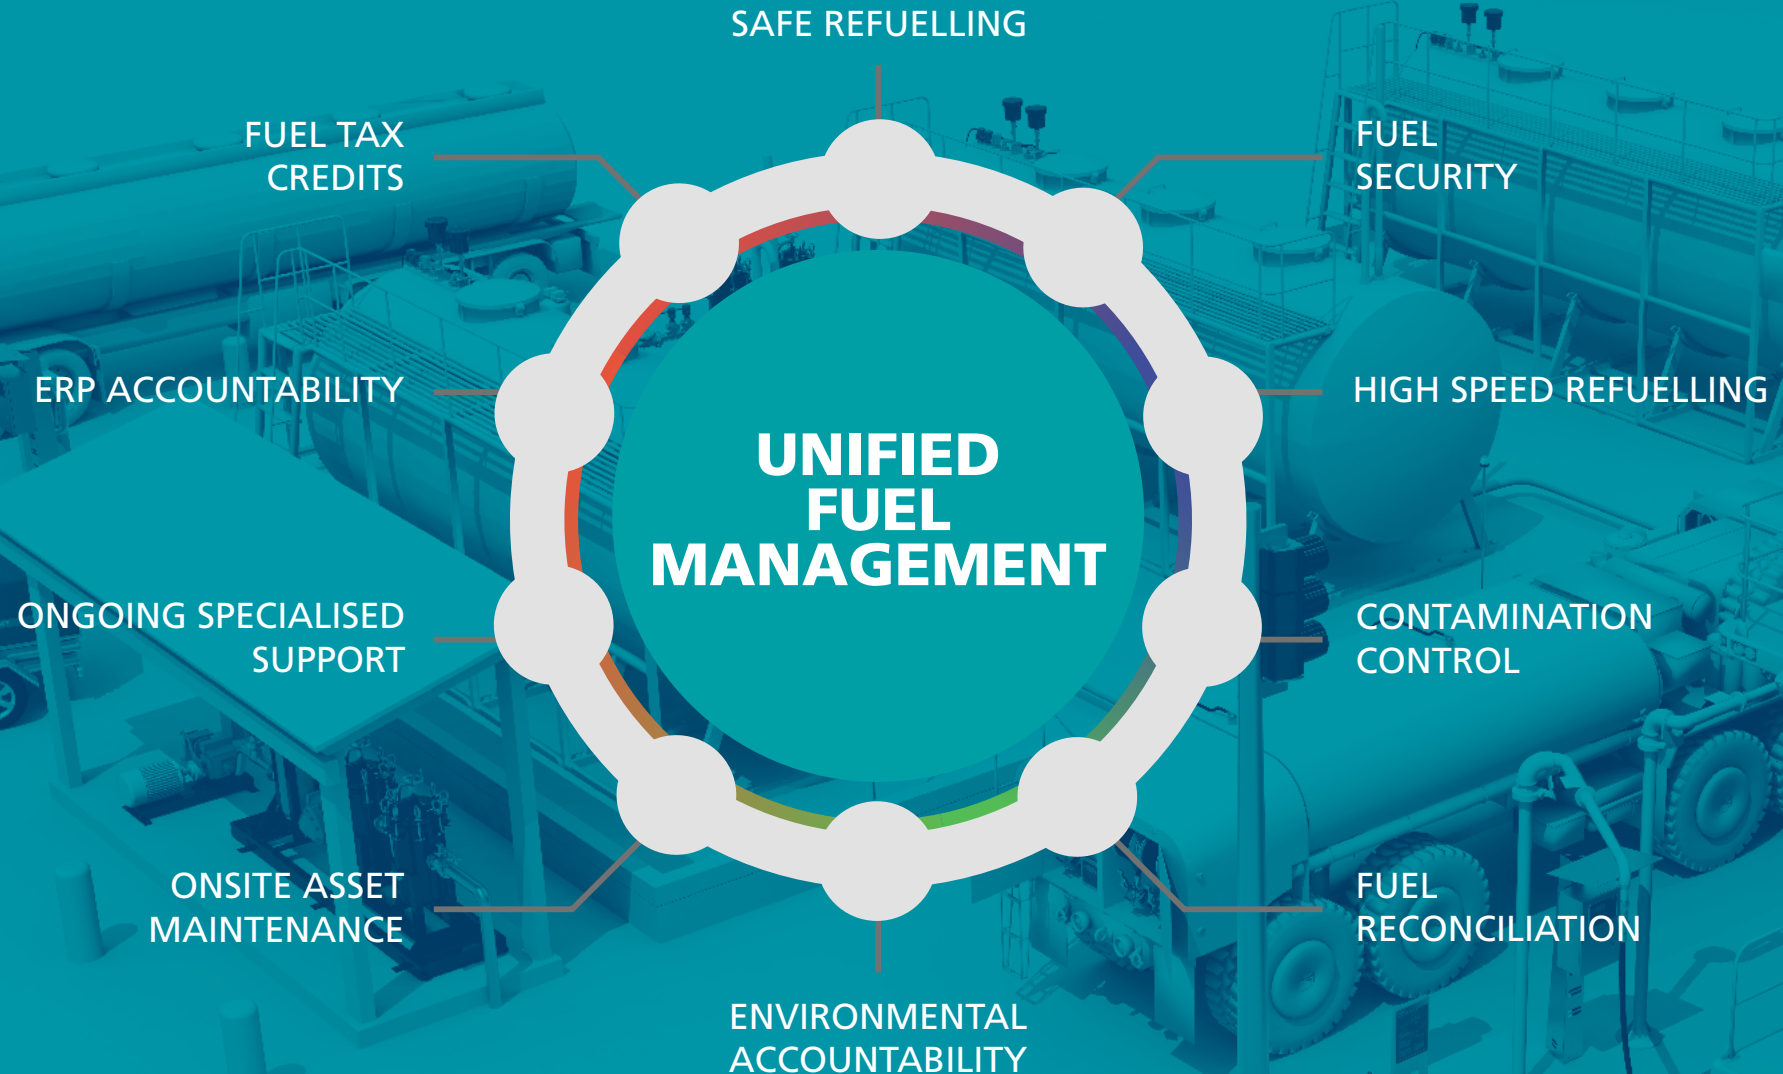 SAFE REFUELLING
FUEL TAX
CREDITS
FUEL
SECURITY
ERP ACCOUNTABILITY
HIGH SPEED REFUELLING
UNIFIED
FUEL
MANAGEMENT
ONGOING SPECIALISED
SUPPORT
CONTAMINATION
CONTROL
ONSITE ASSET
MAINTENANCE
FUEL
RECONCILIATION
ENVIRONMENTAL
ACCOUNTABILITY